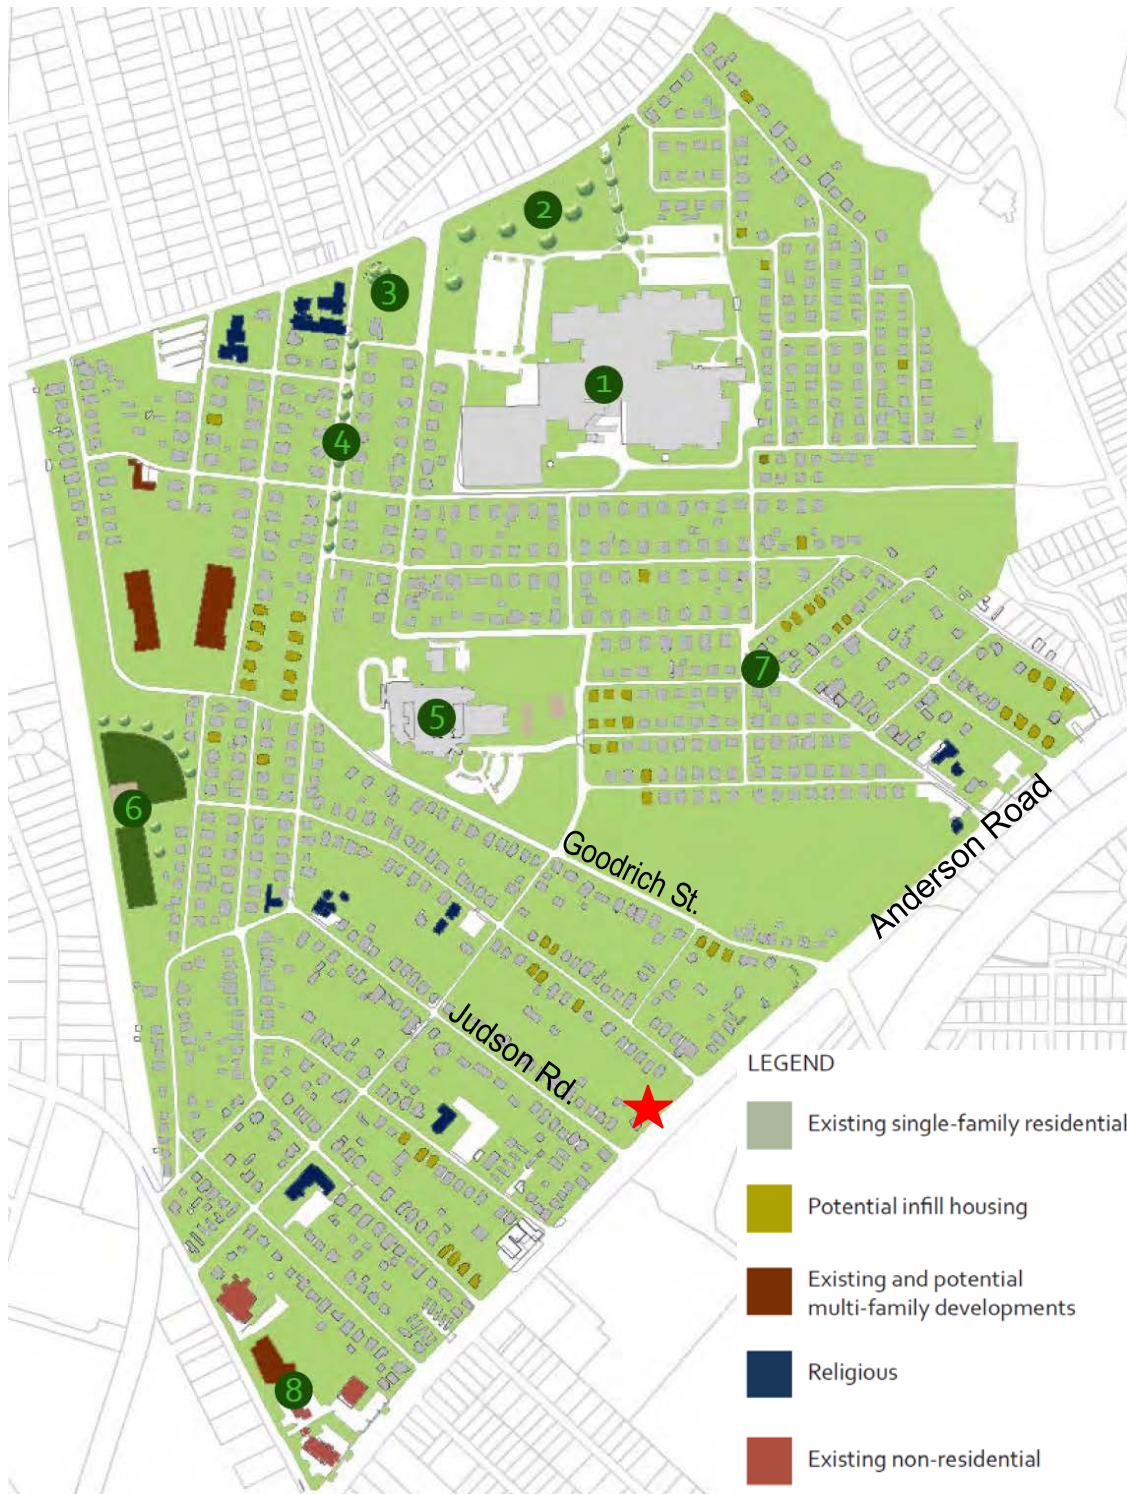 2
3
1
4
7
5
6
Goodrich St.
Anderson Road
Judson Rd.
8
LEGEND
Existing single-family residential
Potential infill housing
Existing and potential
multi-family developments
Religious
Existing non-residential